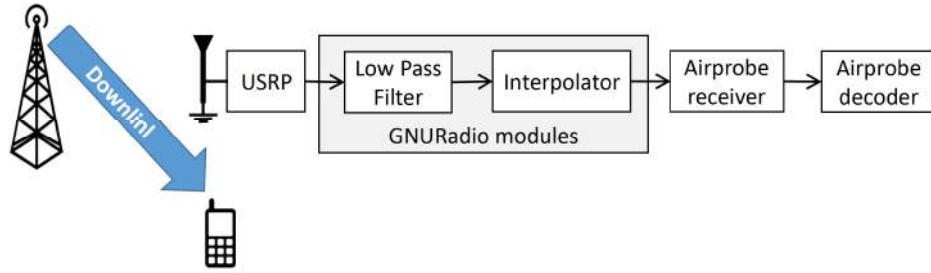 Downlinl
USRP
Low Pass
Filter
Interpolator
GNURadio modules
Airprobe
receiver
Airprobe
decoder